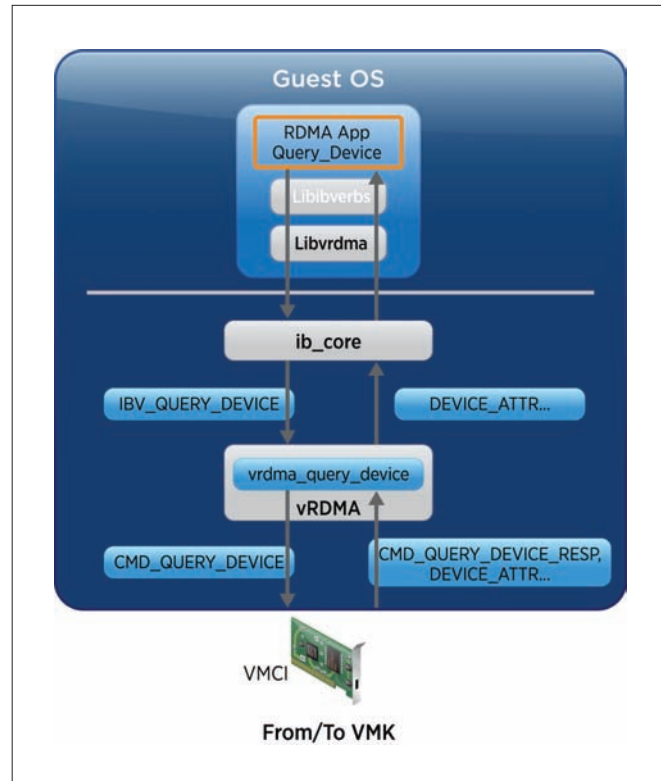 Guest OS
RDMA App
Query_Device
Libibverbs
Libvrdma
ib_core
IBV_QUERY_DEVICE
DEVICE_ATTR...
vrdma_query_device
vRDMA
CMD_QUERY_DEVICE
CMD_QUERY_DEVICE_RESP,
DEVICE_ATTR...
VMCI
From/To VMK